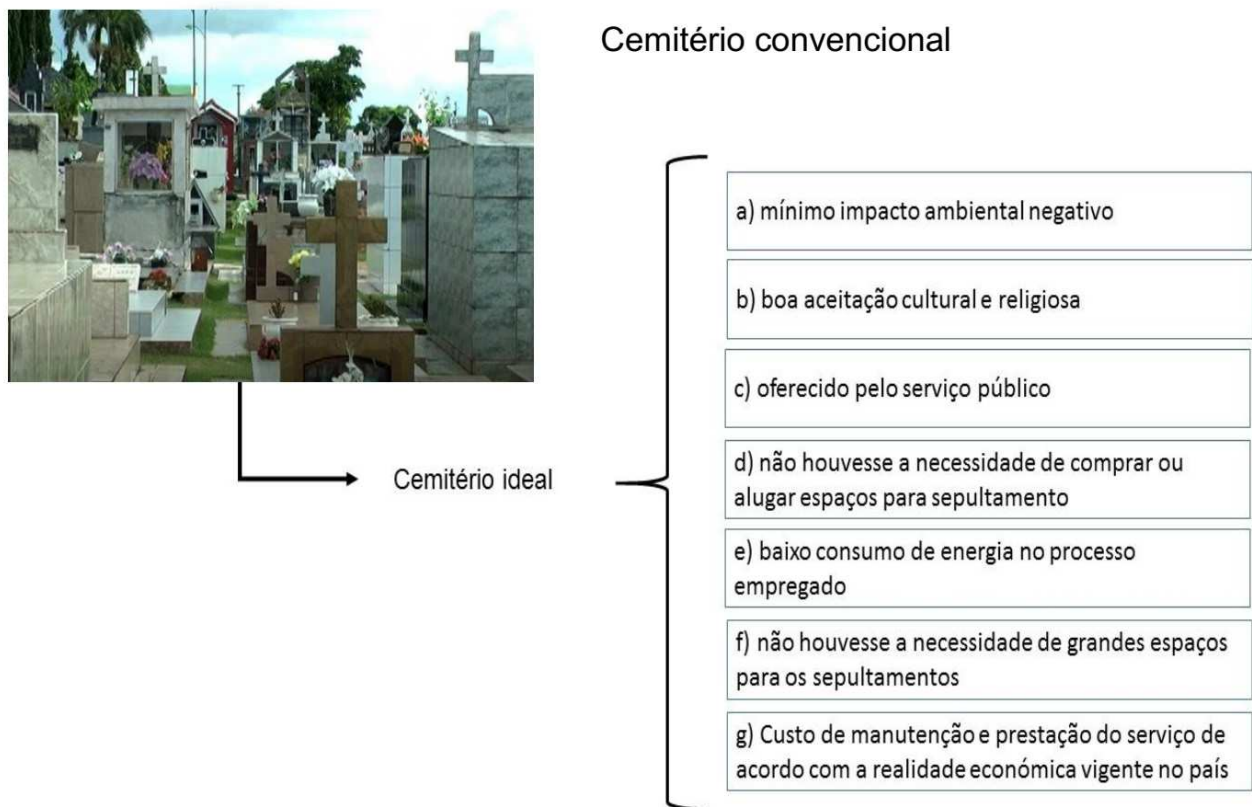 Cemitério convencional
a) mínimo impacto ambiental negativo
b) boa aceitação cultural e religiosa
c) oferecido pelo serviço público
Cemitério ideal
d) não houvesse a necessidade de comprar ou
alugar espaços para sepultamento
e) baixo consumo de energia no processo
empregado
f) não houvesse a necessidade de grandes espaços
para os sepultamentos
g) Custo de manutenção e prestação do serviço de
acordo com a realidade económica vigente no país